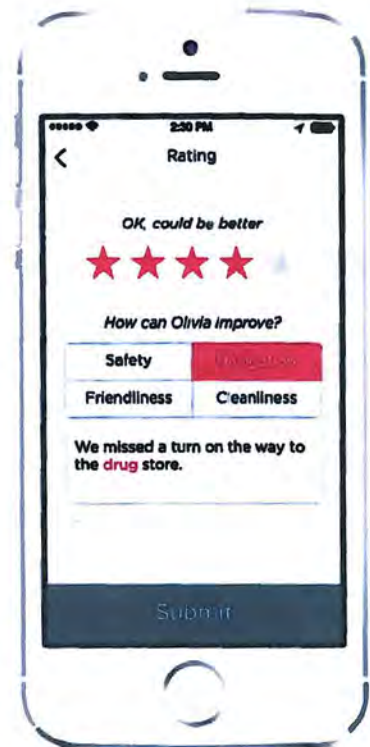 2:30 PM
Rating
OK, could be better
How can Olivia improve?
Safety
Friendliness Cleanliness
We missed a turn on the way to
the drug store.
Submit